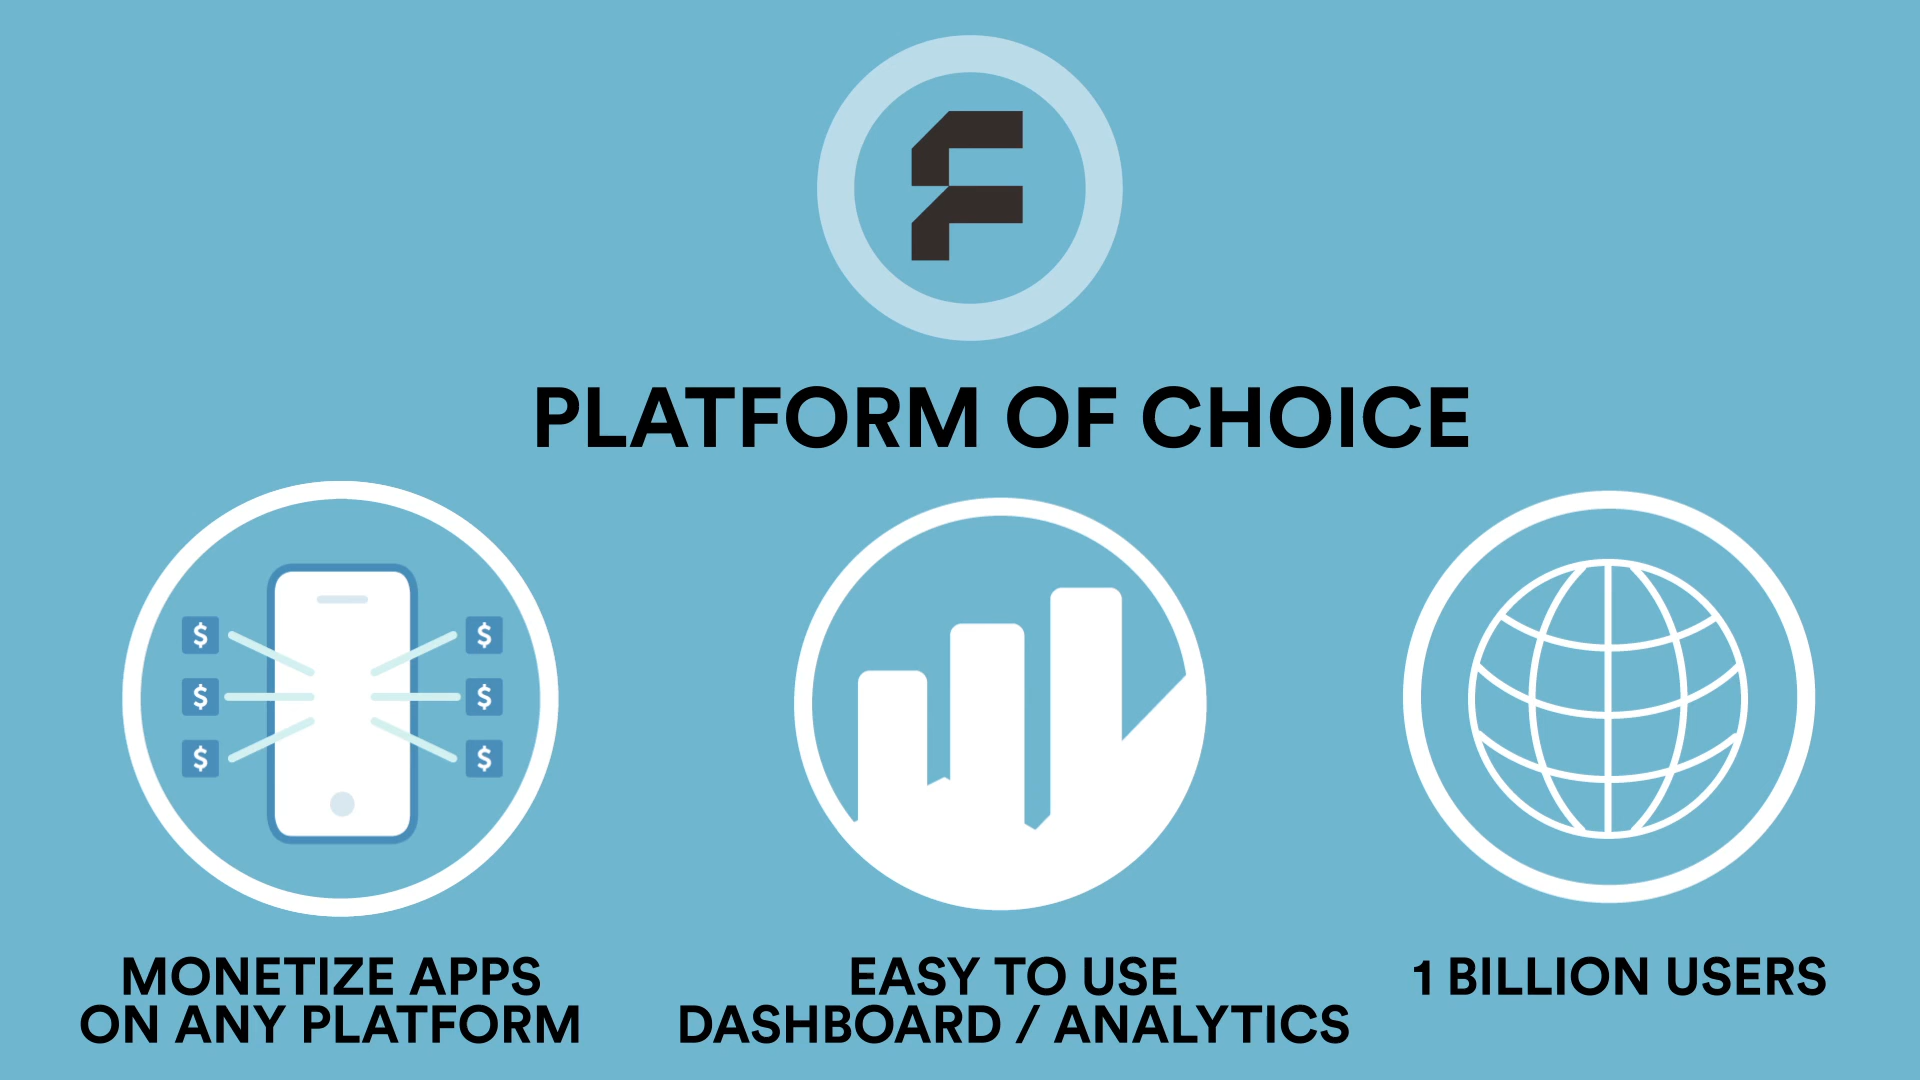 F
PLATFORM OF CHOICE
$ $
$ $
$ $
MONETIZE APPS
ON ANY PLATFORM
EASY TO USE
DASHBOARD / ANALYTICS
1 BILLION USERS